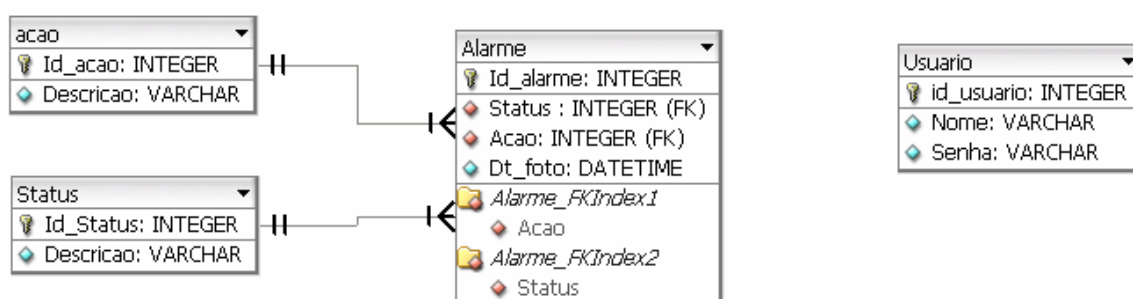 acao
Id_acao: INTEGER
Descricao: VARCHAR
Status
Id_Status: INTEGER
Descricao: VARCHAR
Alarme
Id_alarme: INTEGER
Status : INTEGER (FK)
Acao: INTEGER (FK)
Dt_foto: DATETIME
Alarme_FKIndex1
Acao
Alarme_FKIndex2
Status
Usuario
id_usuario: INTEGER
Nome: VARCHAR
Senha: VARCHAR